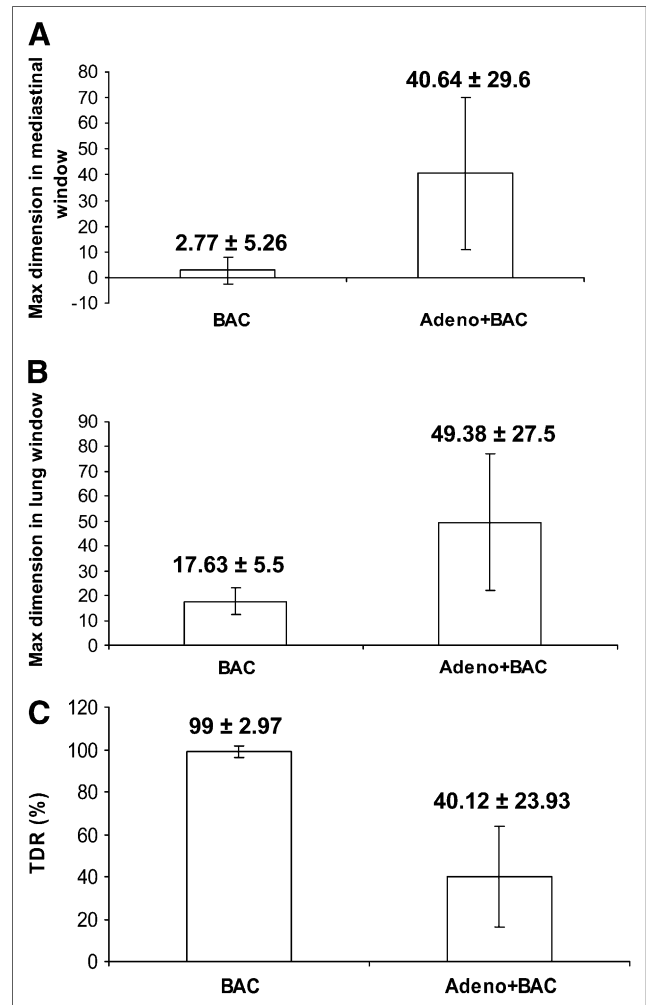 A
Max dimension in mediastinal
window
80
70
60
50
40
30
20
10
0
-10
2.77 ± 5.26
40.64 ± 29.6
BAC
Adeno+BAC
B
Max dimension in lung window
90
80
70
60
50
40
30
20
10
0
17.63 ± 5.5
49.38 ± 27.5
BAC
Adeno+BAC
C
TDR (%)
120
100
80
60
40
20
0
99 ± 2.97
40.12 ± 23.93
BAC
Adeno+BAC